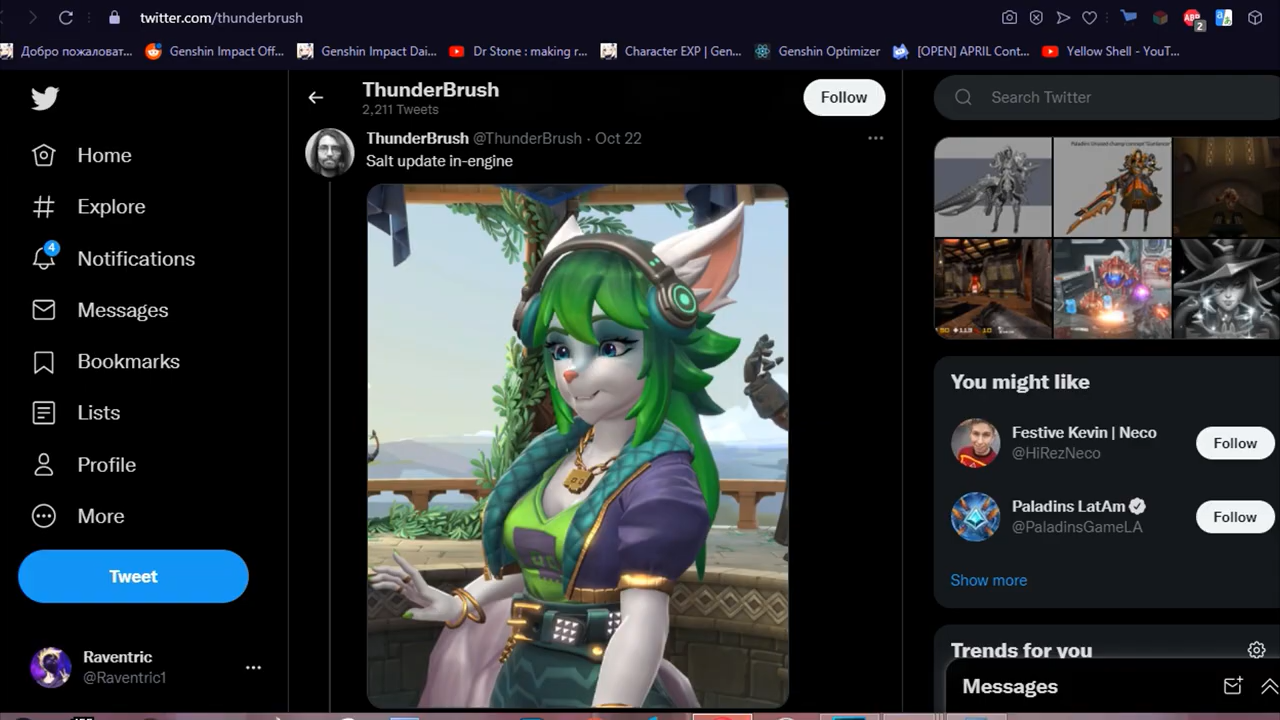 twitter.com/thunderbrush
Добро пожаловат...
Genshin Impact Off...
Genshin Impact Dai...
Dr Stone : making r...
Character EXP | Gen...
Genshin Optimizer
[OPEN] APRIL Cont...
Yellow Shell - YouT...
ABP
2
ThunderBrush
2,211 Tweets
Follow
Search Twitter
ThunderBrush @ThunderBrush · Oct 22
Salt update in-engine
Home
Explore
4
Notifications
Messages
Bookmarks
Lists
Profile
More
Tweet
Raventric
@Raventric1
You might like
Festive Kevin | Neco
@HiRezNeco
Follow
Paladins LatAm
@PaladinsGameLA
Follow
Show more
Trends for you
Messages